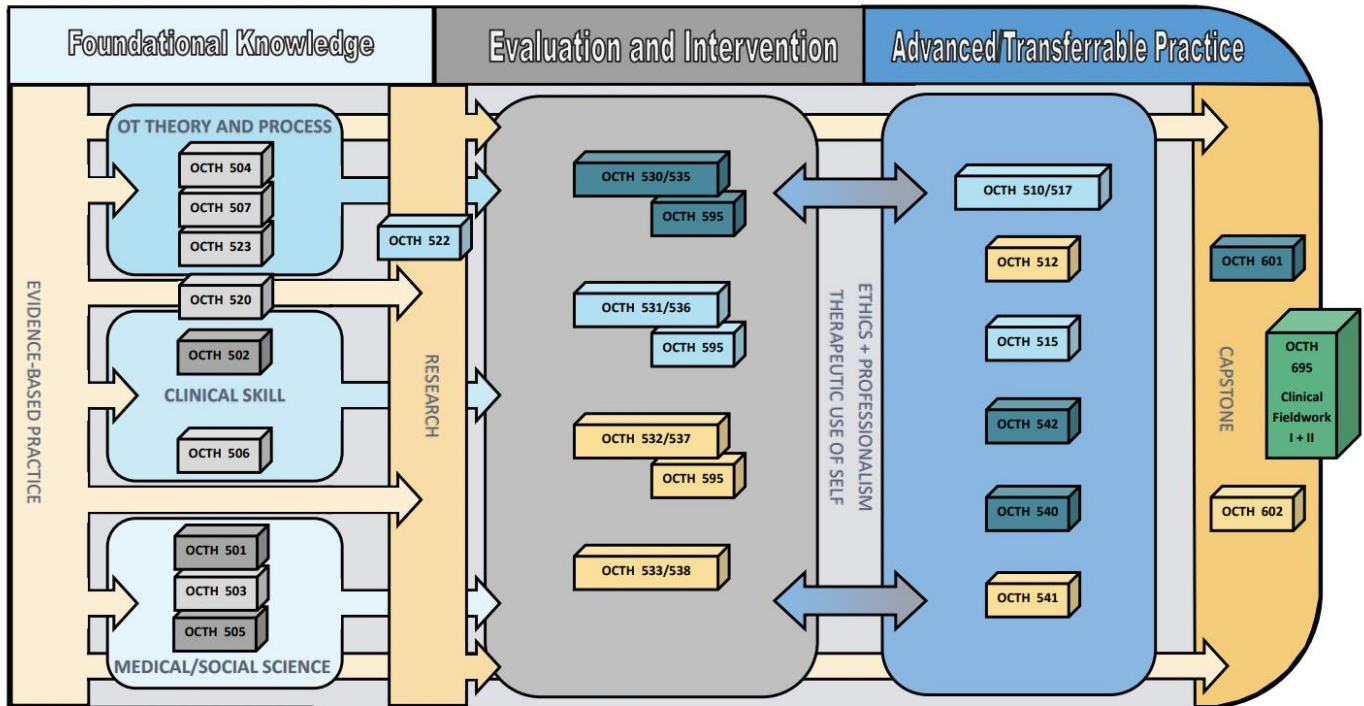 Foundational Knowledge
Evaluation and Intervention
Advanced/Transferrable Practice
EVIDENCE-BASED PRACTICE
OT THEORY AND PROCESS
OCTH 504
OCTH 507
OCTH 523
OCTH 520
OCTH 502
CLINICAL SKILL
OCTH 506
OCTH 501
OCTH 503
OCTH 505
MEDICAL/SOCIAL SCIENCE
OCTH 522
RESEARCH
OCTH 530/535
OCTH 595
OCTH 531/536
OCTH 595
OCTH 532/537
OCTH 595
OCTH 533/538
ETHICS + PROFESSIONALISM
THERAPEUTIC USE OF SELF
OCTH 510/517
OCTH 512
OCTH 515
OCTH 542
OCTH 540
OCTH 541
OCTH 601
CAPSTONE
OCTH 602
OCTH
695
Clinical
Fieldwork
I + II